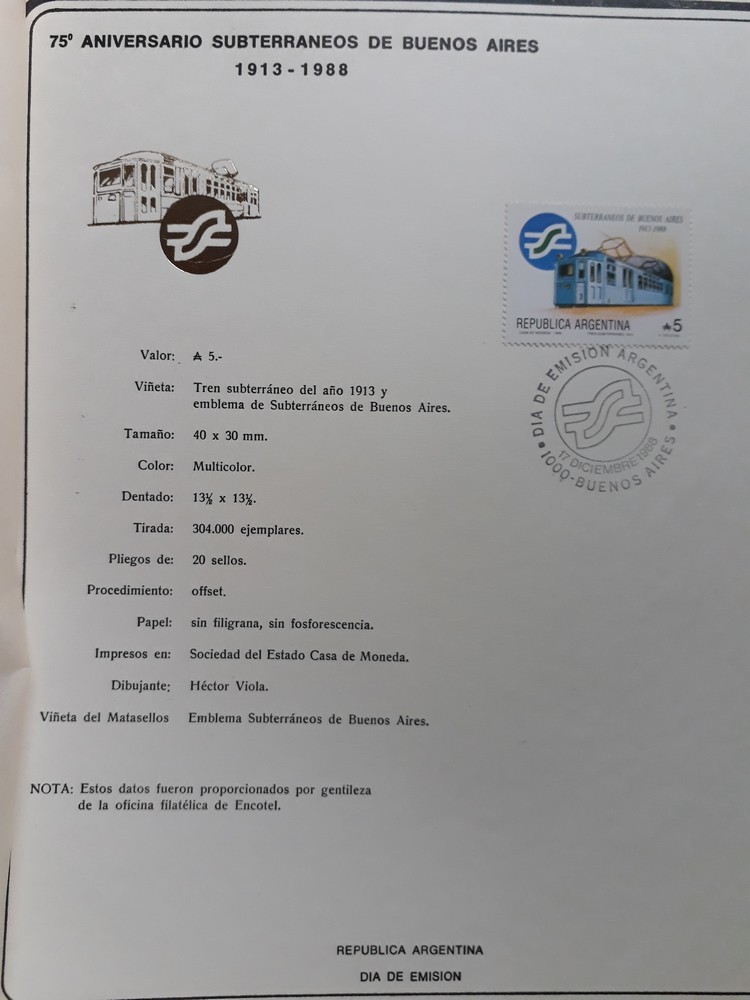 75º ANIVERSARIO SUBTERRANEOS DE BUENOS AIRES
1913-1988
SUBTERRANEOS DE BUENOS AIRES
1913-1988
REPUBLICA ARGENTINA
₳5
DIA DE EMISIÓN ARGENTINA
17 DICIEMBRE 1988
1000-BUENOS AIRES
Valor: ₳ 5.-
Viñeta: Tren subterráneo del año 1913 y
emblema de Subterráneos de Buenos Aires.
Tamaño: 40 x 30 mm.
Color: Multicolor.
Dentado: 13½ x 13½.
Tirada: 304.000 ejemplares.
Pliegos de: 20 sellos.
Procedimiento: offset.
Papel: sin filigrana, sin fosforescencia.
Impresos en: Sociedad del Estado Casa de Moneda.
Dibujante: Héctor Viola.
Viñeta del Matasellos Emblema Subterráneos de Buenos Aires.
NOTA: Estos datos fueron proporcionados por gentileza
de la oficina filatélica de Encotel.
REPUBLICA ARGENTINA
DIA DE EMISION